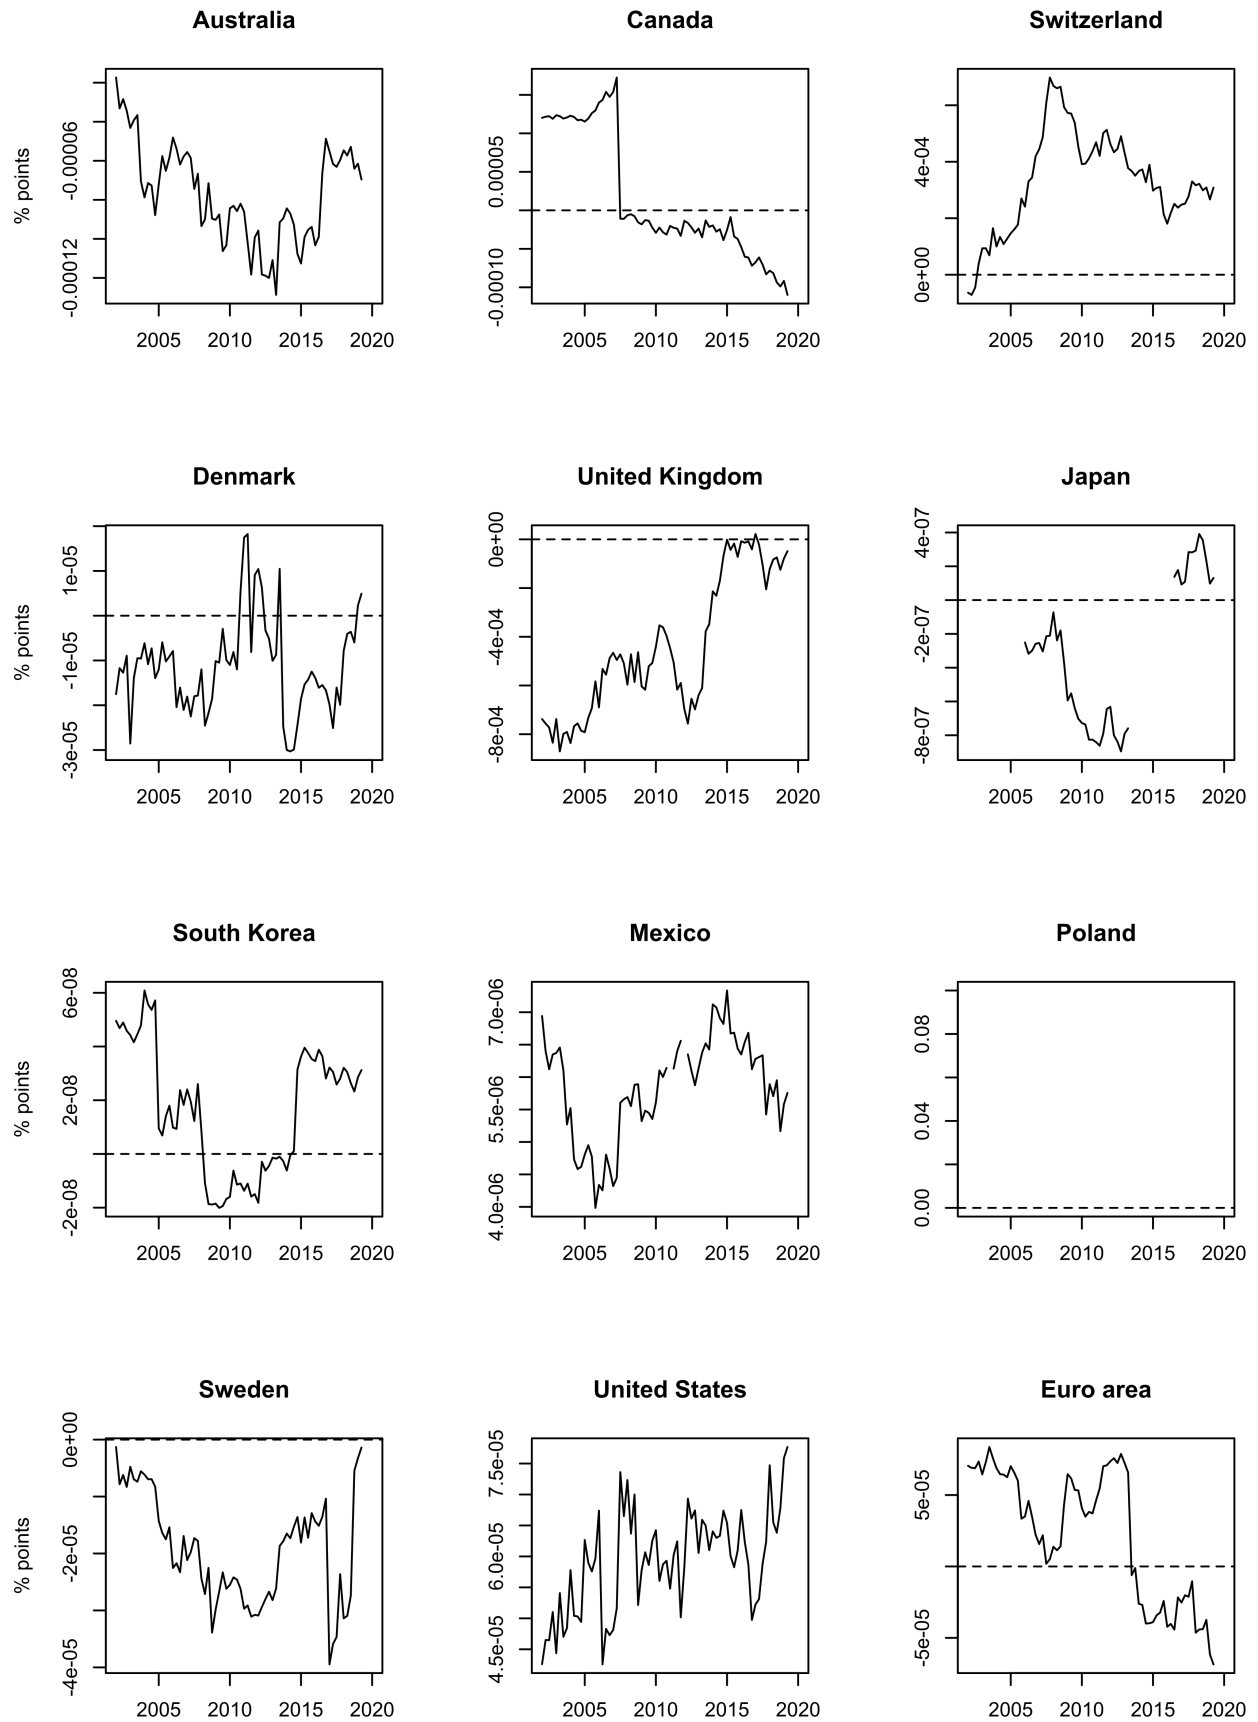 Australia
% points
-0.00012
-0.00006
2005 2010 2015 2020
Canada
-0.00010
0.00005
2005 2010 2015 2020
Switzerland
0e+00
4e-04
2005 2010 2015 2020
Denmark
% points
-3e-05
-1e-05
1e-05
2005 2010 2015 2020
United Kingdom
-8e-04
-4e-04
0e+00
2005 2010 2015 2020
Japan
-8e-07
-2e-07
4e-07
2005 2010 2015 2020
South Korea
% points
-2e-08
2e-08
6e-08
2005 2010 2015 2020
Mexico
4.0e-06
5.5e-06
7.0e-06
2005 2010 2015 2020
Poland
0.00
0.04
0.08
2005 2010 2015 2020
Sweden
% points
-4e-05
-2e-05
0e+00
2005 2010 2015 2020
United States
4.5e-05
6.0e-05
7.5e-05
2005 2010 2015 2020
Euro area
-5e-05
5e-05
2005 2010 2015 2020